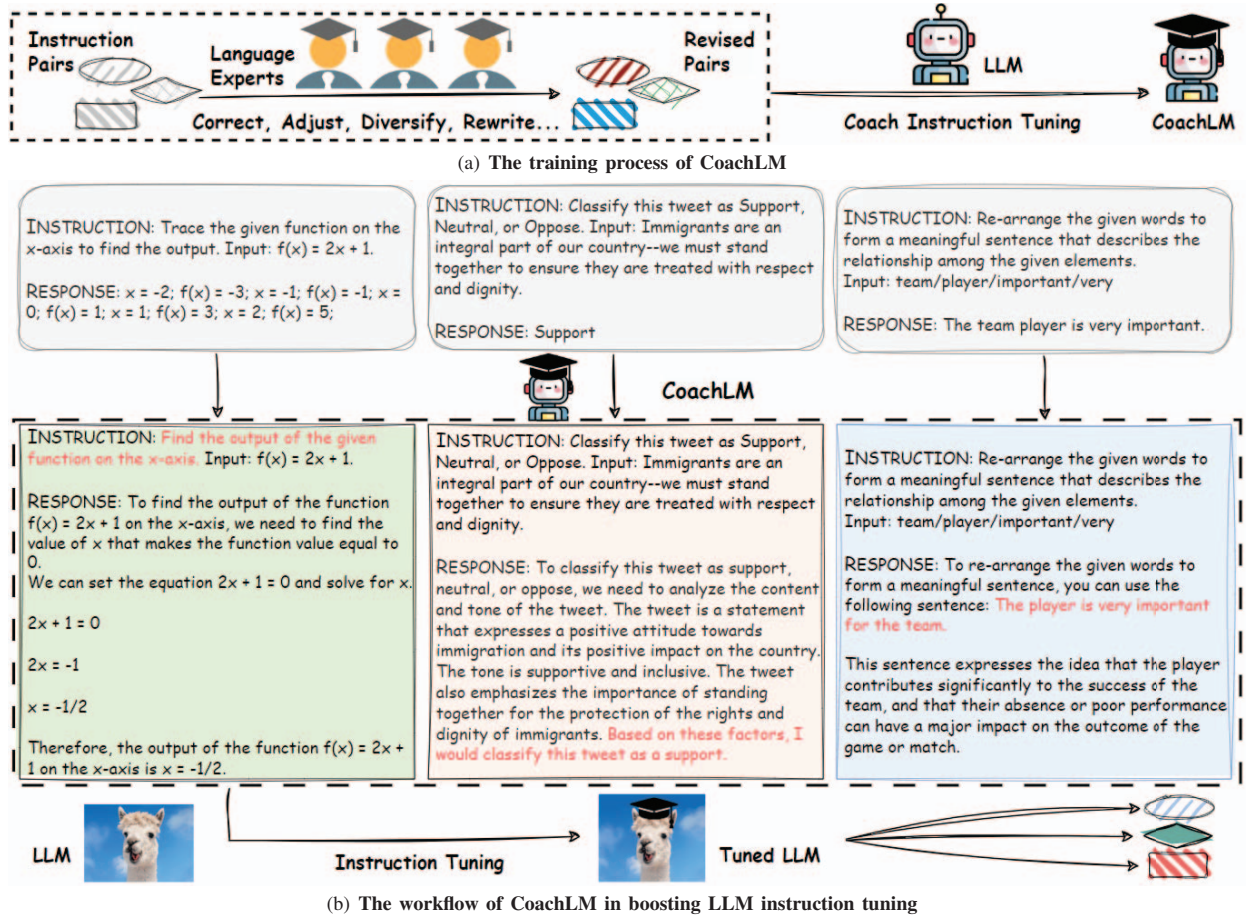 Instruction
Pairs
Language
Experts
Revised
Pairs
Correct, Adjust, Diversify, Rewrite...
LLM
Coach Instruction Tuning
CoachLM
(a) The training process of CoachLM
INSTRUCTION: Trace the given function on the
x-axis to find the output. Input: f(x) = 2x + 1.
RESPONSE: x = -2; f(x) = -3; x = -1; f(x) = -1; x =
0; f(x) = 1; x = 1; f(x) = 3; x = 2; f(x) = 5;
INSTRUCTION: Classify this tweet as Support,
Neutral, or Oppose. Input: Immigrants are an
integral part of our country--we must stand
together to ensure they are treated with respect
and dignity.
RESPONSE: Support
INSTRUCTION: Re-arrange the given words to
form a meaningful sentence that describes the
relationship among the given elements.
Input: team/player/important/very
RESPONSE: The team player is very important.
CoachLM
INSTRUCTION: Find the output of the given
function on the x-axis. Input: f(x) = 2x + 1.
RESPONSE: To find the output of the function
f(x) = 2x + 1 on the x-axis, we need to find the
value of x that makes the function value equal to
0.
We can set the equation 2x + 1 = 0 and solve for x.
2x + 1 = 0
2x = -1
x = -1/2
Therefore, the output of the function f(x) = 2x +
1 on the x-axis is x = -1/2.
INSTRUCTION: Classify this tweet as Support,
Neutral, or Oppose. Input: Immigrants are an
integral part of our country--we must stand
together to ensure they are treated with respect
and dignity.
RESPONSE: To classify this tweet as support,
neutral, or oppose, we need to analyze the content
and tone of the tweet. The tweet is a statement
that expresses a positive attitude towards
immigration and its positive impact on the country.
The tone is supportive and inclusive. The tweet
also emphasizes the importance of standing
together for the protection of the rights and
dignity of immigrants. Based on these factors, I
would classify this tweet as a support.
INSTRUCTION: Re-arrange the given words to
form a meaningful sentence that describes the
relationship among the given elements.
Input: team/player/important/very
RESPONSE: To re-arrange the given words to
form a meaningful sentence, you can use the
following sentence: The player is very important
for the team.
This sentence expresses the idea that the player
contributes significantly to the success of the
team, and that their absence or poor performance
can have a major impact on the outcome of the
game or match.
LLM
Instruction Tuning
Tuned LLM
(b) The workflow of CoachLM in boosting LLM instruction tuning